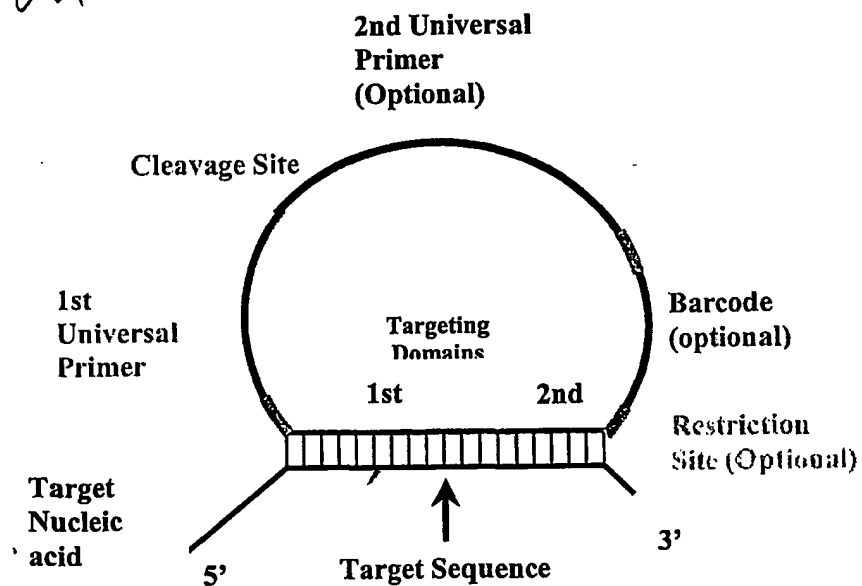 2nd Universal
Primer
(Optional)
Cleavage Site
1st
Universal
Primer
Targeting
Domains
Barcode
(optional)
1st
2nd
Restriction
Site (Optional)
Target
Nucleic
acid
3’
5’
Target Sequence